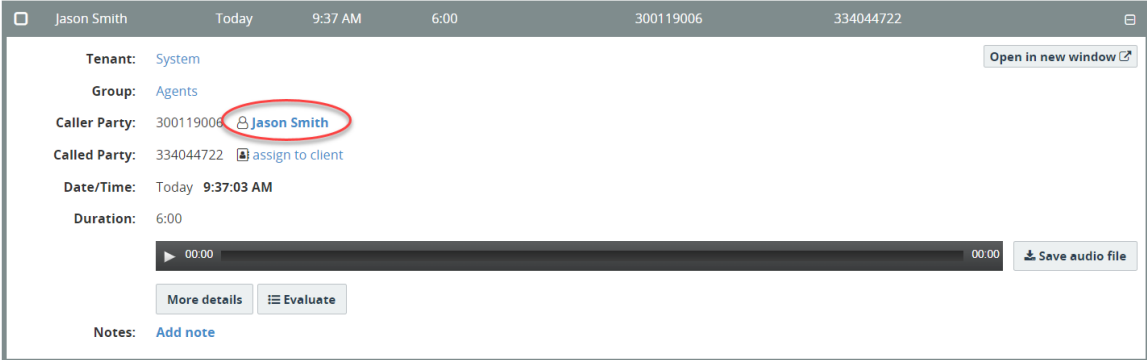 Jason Smith Today 9:37 AM 6:00 300119006 334044722
Tenant: System Open in new window
Group: Agents
Caller Party: 300119006 Jason Smith
Called Party: 334044722 assign to client
Date/Time: Today 9:37:03 AM
Duration: 6:00
00:00 00:00 Save audio file
More details Evaluate
Notes: Add note